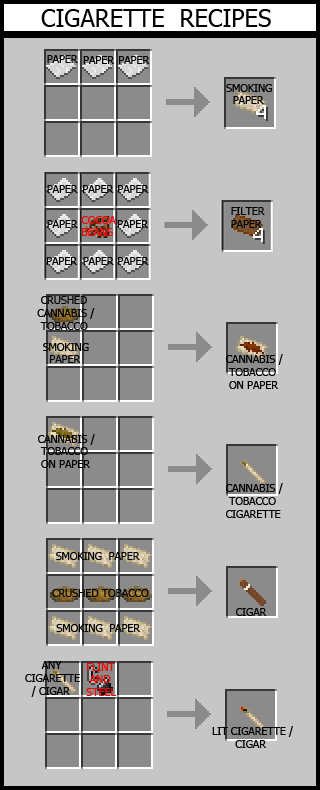 CIGARETTE RECIPES
PAPER PAPER PAPER
SMOKING
PAPER
4
PAPER PAPER PAPER
PAPER COCOA
BEANS PAPER
PAPER PAPER PAPER
FILTER
PAPER
4
CRUSHED
CANNABIS /
TOBACCO
SMOKING
PAPER
CANNABIS /
TOBACCO
ON PAPER
CANNABIS /
TOBACCO
ON PAPER
CANNABIS /
TOBACCO
CIGARETTE
SMOKING PAPER
CRUSHED TOBACCO
SMOKING PAPER
CIGAR
ANY
CIGARETTE
/ CIGAR
FLINT
AND
STEEL
LIT CIGARETTE /
CIGAR